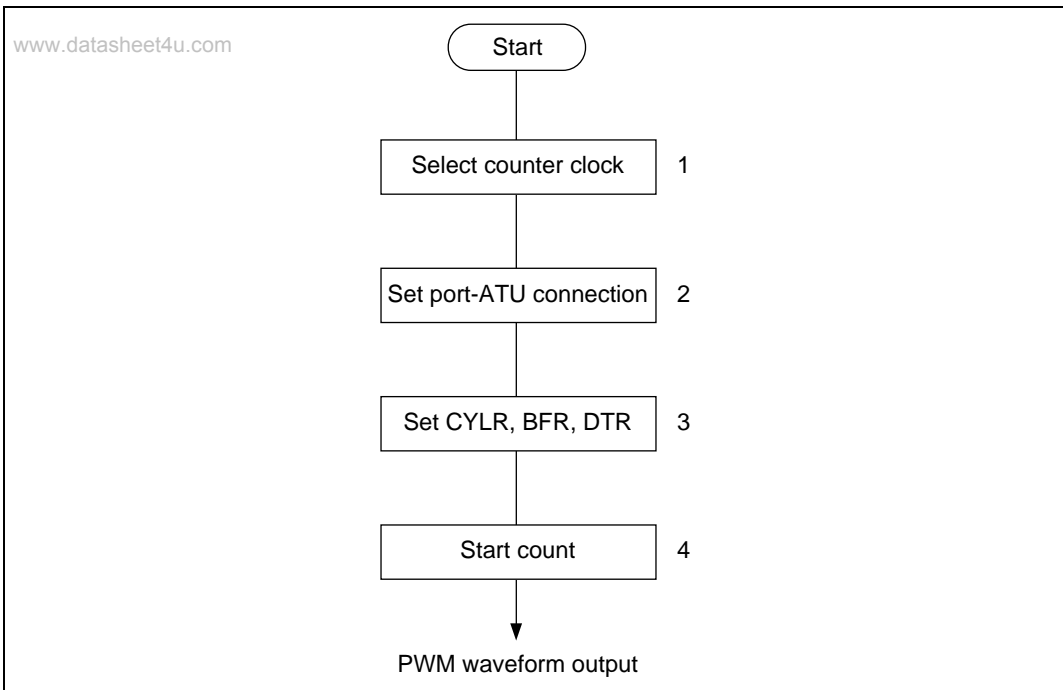 www.datasheet4u.com
Start
Select counter clock 1
Set port-ATU connection 2
Set CYLR, BFR, DTR 3
Start count 4
PWM waveform output